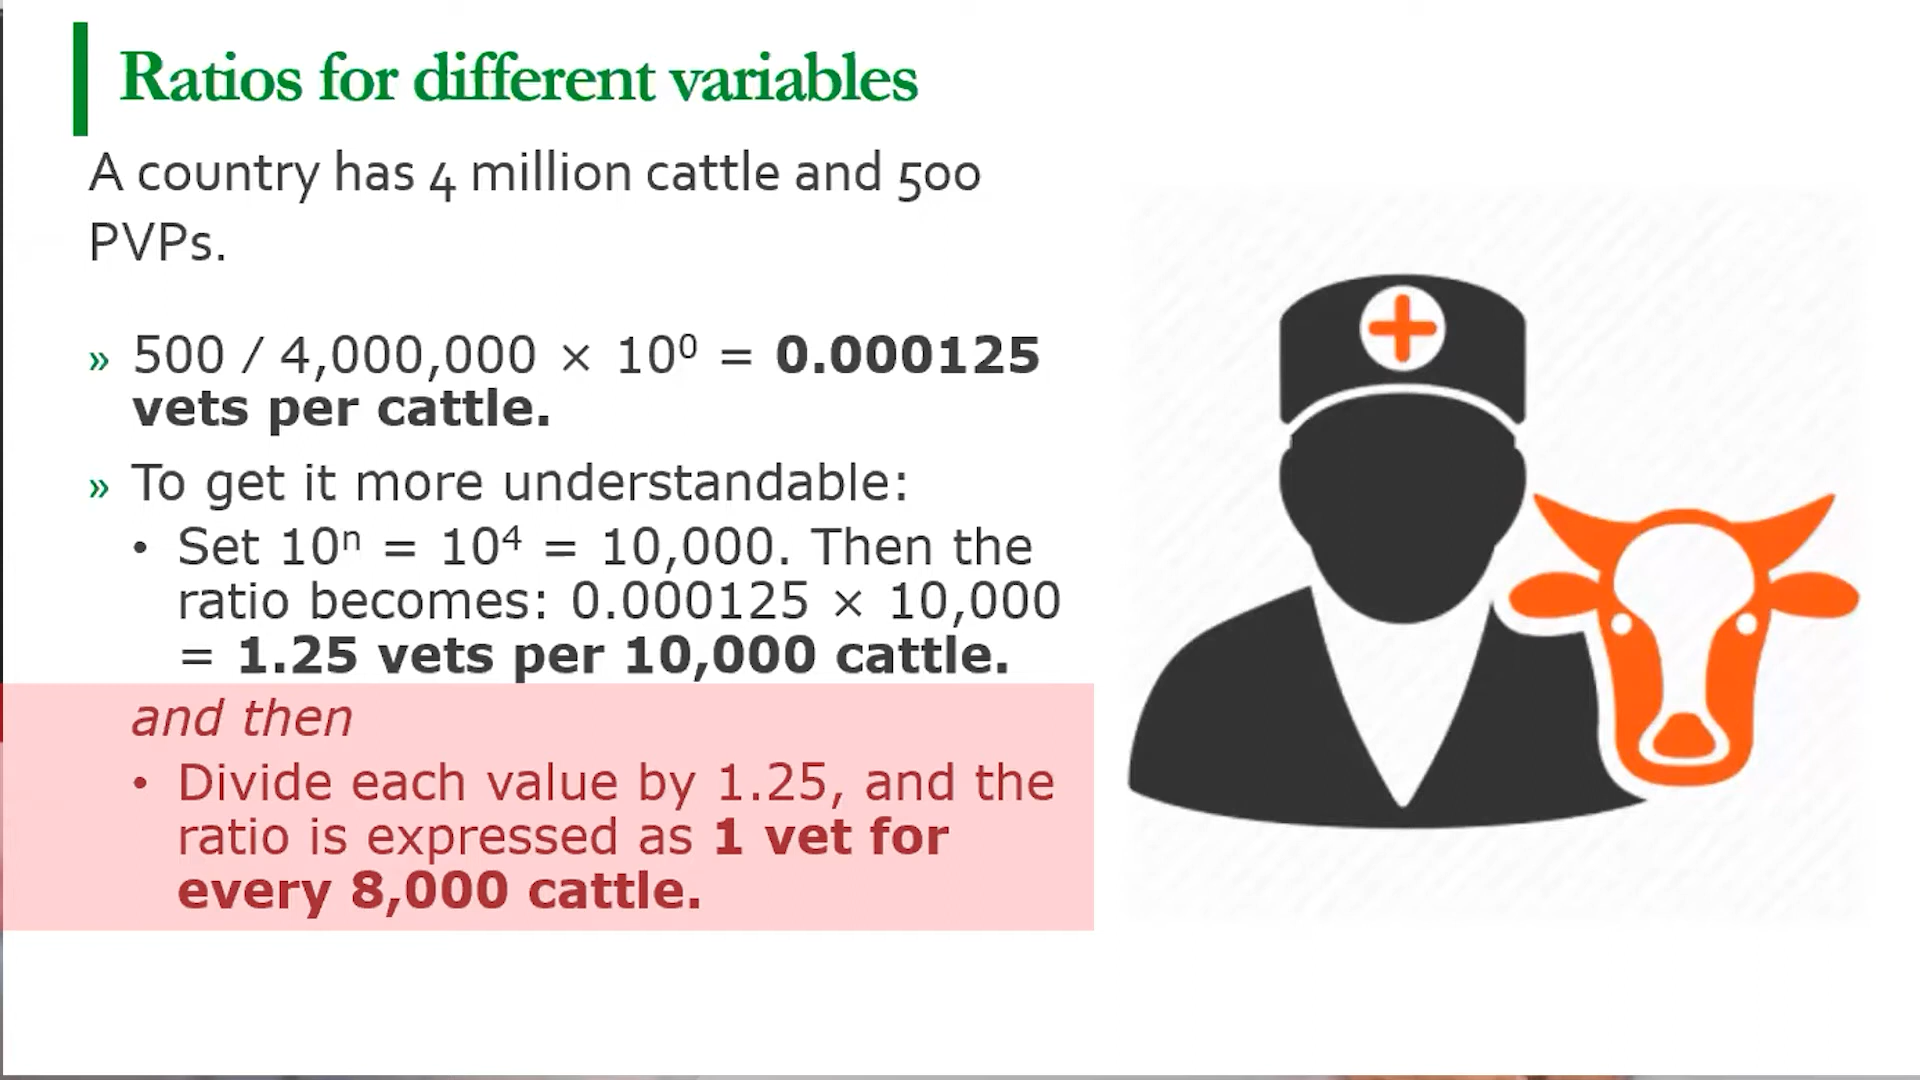 Ratios for different variables
A country has 4 million cattle and 500
PVPs.
» 500 / 4,000,000 × 10⁰ = 0.000125
vets per cattle.
» To get it more understandable:
• Set 10ⁿ = 10⁴ = 10,000. Then the
ratio becomes: 0.000125 × 10,000
= 1.25 vets per 10,000 cattle.
and then
• Divide each value by 1.25, and the
ratio is expressed as 1 vet for
every 8,000 cattle.